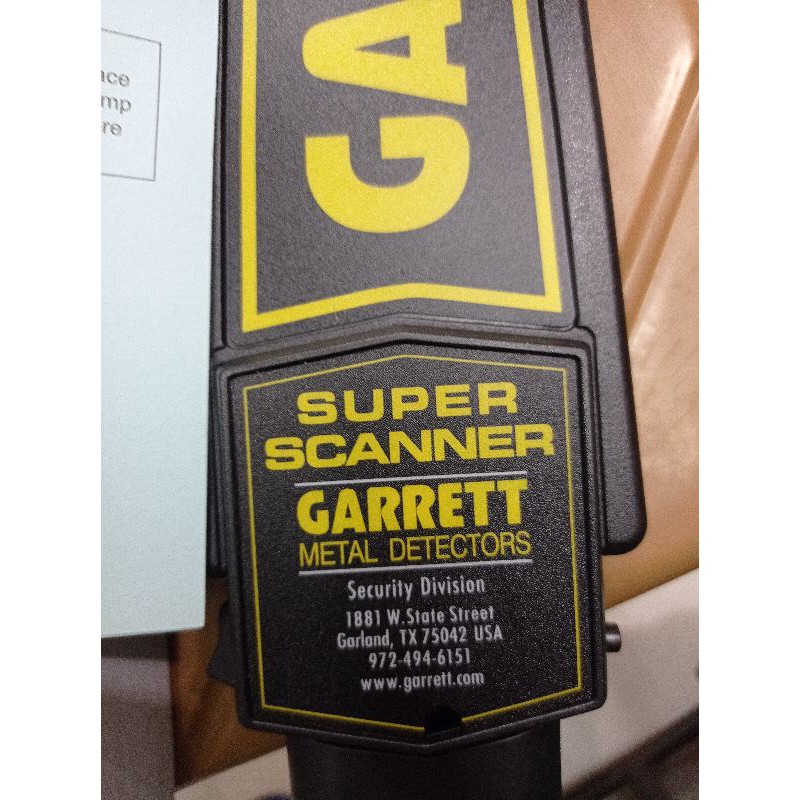 GA
SUPER
SCANNER
GARRETT
METAL DETECTORS
Security Division
1881 W. State Street
Garland, TX 75042 USA
972-494-6151
www.garrett.com
ace
mp
re